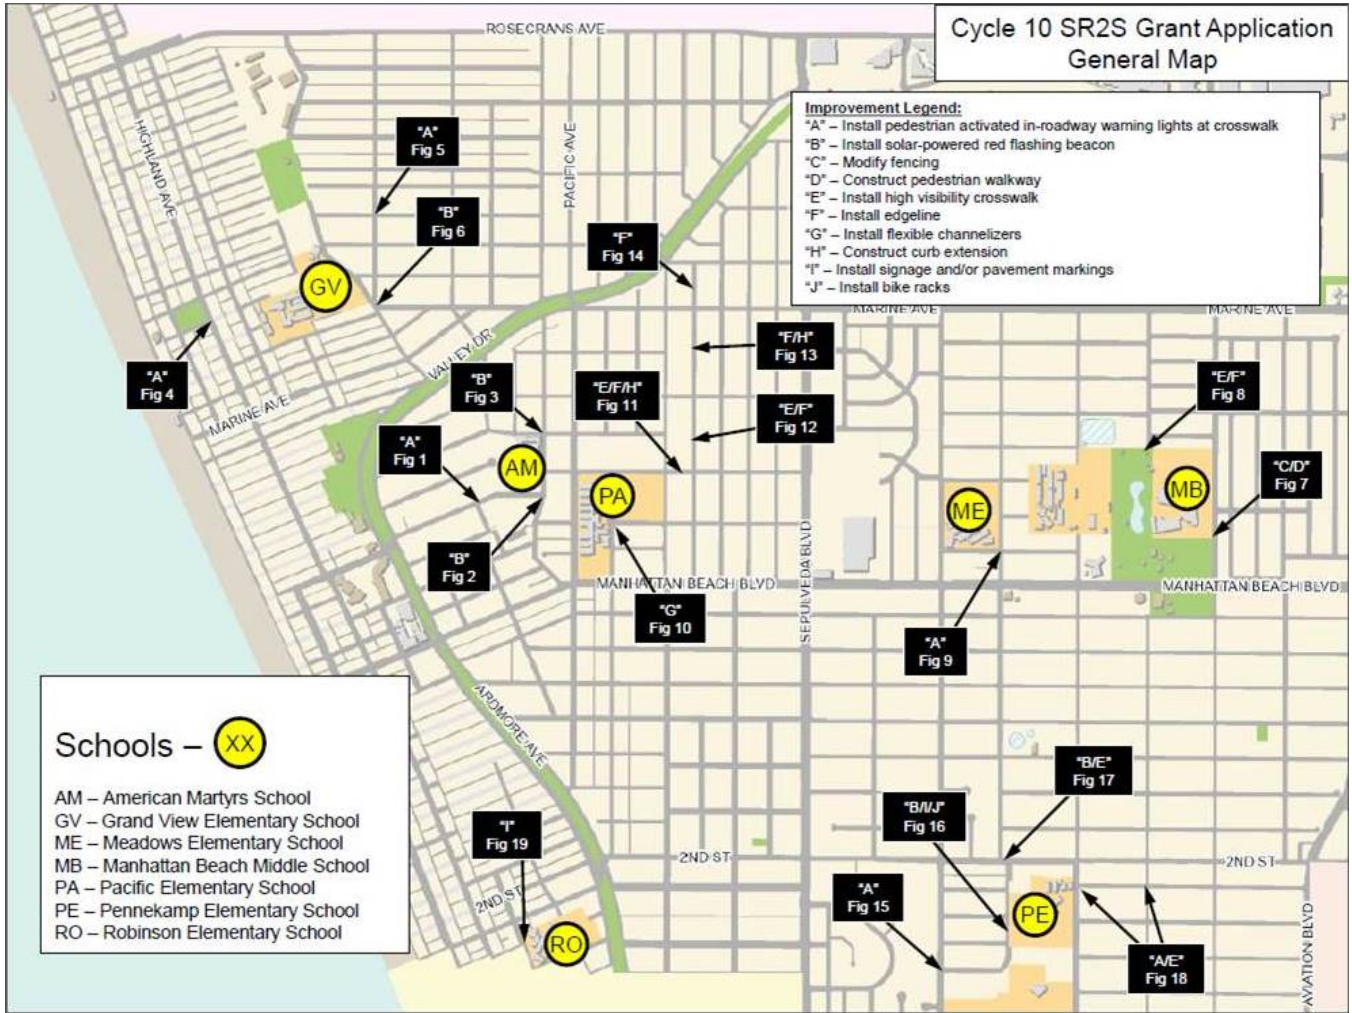 Cycle 10 SR2S Grant Application
General Map
Improvement Legend:
"A" – Install pedestrian activated in-roadway warning lights at crosswalk
"B" – Install solar-powered red flashing beacon
"C" – Modify fencing
"D" – Construct pedestrian walkway
"E" – Install high visibility crosswalk
"F" – Install edgeline
"G" – Install flexible channelizers
"H" – Construct curb extension
"I" – Install signage and/or pavement markings
"J" – Install bike racks
ROSECRANS AVE
HIGHLAND AVE
PACIFIC AVE
"A"
Fig 5
"B"
Fig 6
"F"
Fig 14
GV
MARINE AVE
MARINE AVE
VALLEY DR
"F/H"
Fig 13
"A"
Fig 4
"B"
Fig 3
"E/F/H"
Fig 11
"E/F"
Fig 12
"E/F"
Fig 8
MARINE AVE
"A"
Fig 1
AM
PA
ME
MB
"C/D"
Fig 7
"B"
Fig 2
SEPULVEDA BLVD
MANHATTAN BEACH BLVD
MANHATTAN BEACH BLVD
"G"
Fig 10
"A"
Fig 9
ARDMORE AVE
Schools – XX
AM – American Martyrs School
GV – Grand View Elementary School
ME – Meadows Elementary School
MB – Manhattan Beach Middle School
PA – Pacific Elementary School
PE – Pennekamp Elementary School
RO – Robinson Elementary School
"B/E"
Fig 17
"B/I/J"
Fig 16
"I"
Fig 19
2ND ST
2ND ST
"A"
Fig 15
2ND ST
PE
RO
"A/E"
Fig 18
AVIATION BLVD